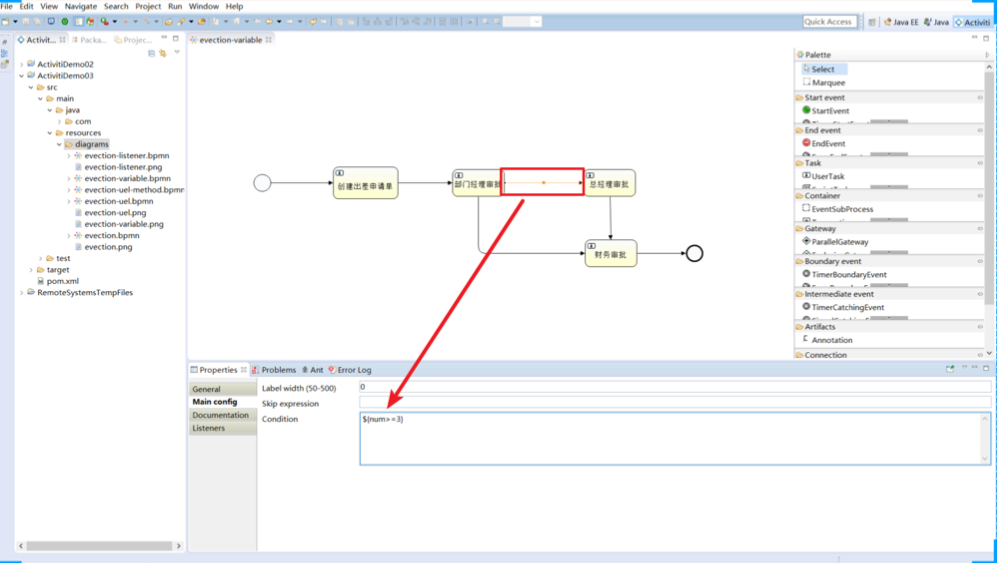 File Edit View Navigate Search Project Run Window Help
Quick Access
Java EE
Java
Activiti
Activit...
Packa...
Projec...
ActivitiDemo02
ActivitiDemo03
src
main
java
com
resources
diagrams
evection-listener.bpmn
evection-listener.png
evection-variable.bpmn
evection-uel-method.bpmn
evection-uel.bpmn
evection-uel.png
evection-variable.png
evection.bpmn
evection.png
test
target
pom.xml
RemoteSystemsTempFiles
evection-variable
创建出差申请单
部门经理审批
总经理审批
财务审批
Palette
Select
Marquee
Start event
StartEvent
End event
EndEvent
Task
UserTask
Container
EventSubProcess
Gateway
ParallelGateway
Boundary event
TimerBoundaryEvent
Intermediate event
TimerCatchingEvent
Artifacts
Annotation
Connection
Properties
Problems
Ant
Error Log
General
Main config
Documentation
Listeners
Label width (50-500)
0
Skip expression
Condition
${num>=3}